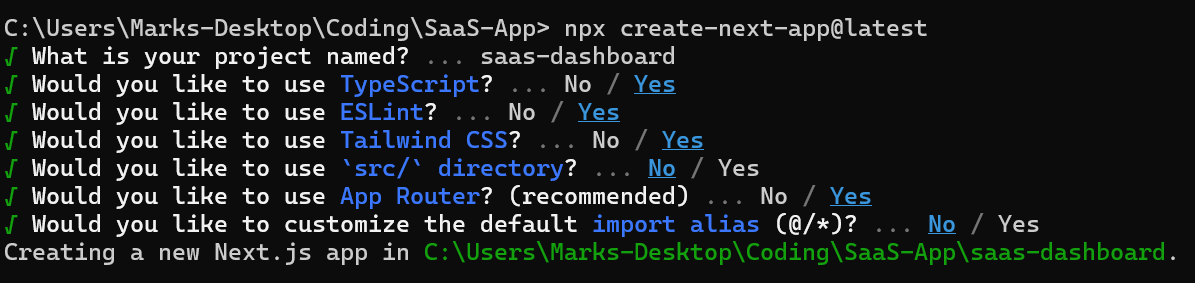 C:\Users\Marks-Desktop\Coding\SaaS-App> npx create-next-app@latest
√ What is your project named? ... saas-dashboard
√ Would you like to use TypeScript? ... No / Yes
√ Would you like to use ESLint? ... No / Yes
√ Would you like to use Tailwind CSS? ... No / Yes
√ Would you like to use `src/` directory? ... No / Yes
√ Would you like to use App Router? (recommended) ... No / Yes
√ Would you like to customize the default import alias (@/*)? ... No / Yes
Creating a new Next.js app in C:\Users\Marks-Desktop\Coding\SaaS-App\saas-dashboard.